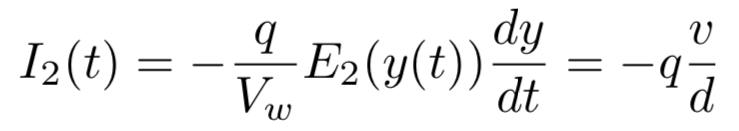 I_2(t) = -\frac{q}{V_w} E_2(y(t)) \frac{dy}{dt} = -q \frac{v}{d}